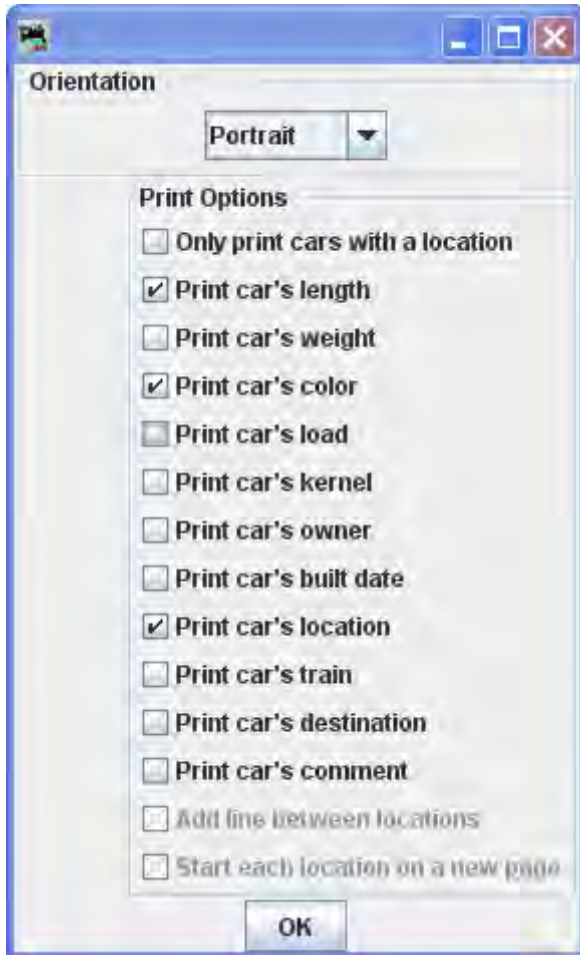 Orientation
Portrait
Print Options
Only print cars with a location
Print car's length
Print car's weight
Print car's color
Print car's load
Print car's kernel
Print car's owner
Print car's built date
Print car's location
Print car's train
Print car's destination
Print car's comment
Add line between locations
Start each location on a new page
OK